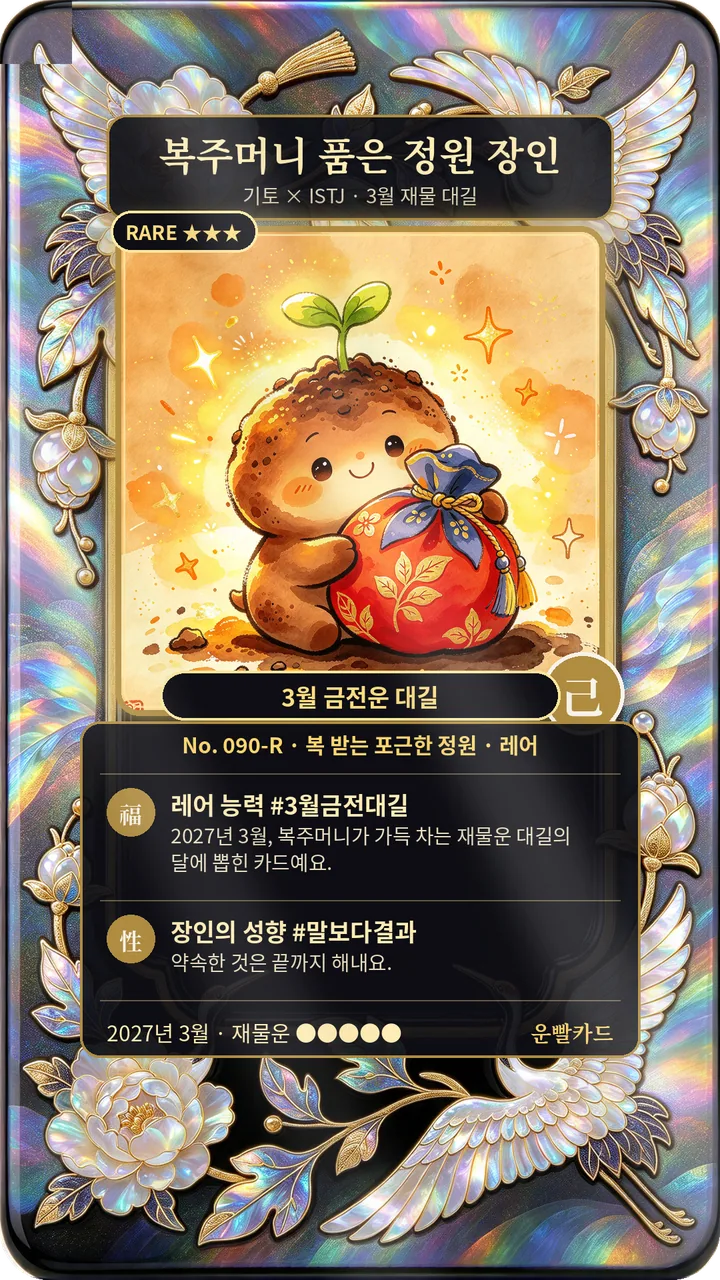 복주머니 품은 정원 장인
기토 × ISTJ · 3월 재물 대길
RARE ★★★
3월 금전운 대길
己
No. 090-R · 복 받는 포근한 정원 · 레어
福
레어 능력 #3월금전대길
2027년 3월, 복주머니가 가득 차는 재물운 대길의
달에 뽑힌 카드예요.
性
장인의 성향 #말보다결과
약속한 것은 끝까지 해내요.
2027년 3월 · 재물운 ●●●●●
운빨카드